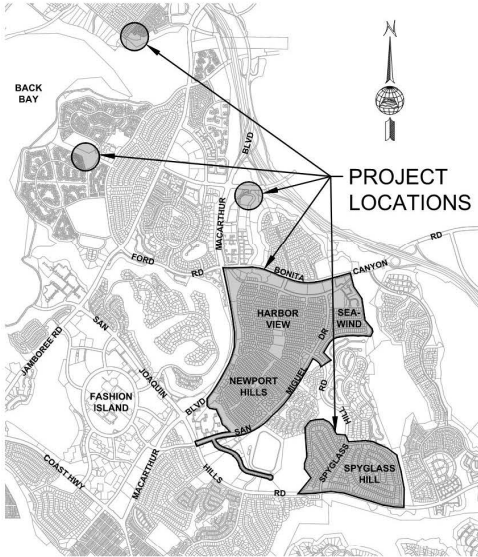 N
BACK
BAY
BLVD
PROJECT
LOCATIONS
MACARTHUR
RD
FORD
RD
BONITA
CANYON
HARBOR
VIEW
SEA-
WIND
DR
SAN
JAMBOREE RD
JOAQUIN
MIGUEL
RD
NEWPORT
HILLS
FASHION
ISLAND
BLVD
HILL
SAN
SPYGLASS
SPYGLASS
HILL
COAST HWY
MACARTHUR
HILLS
RD